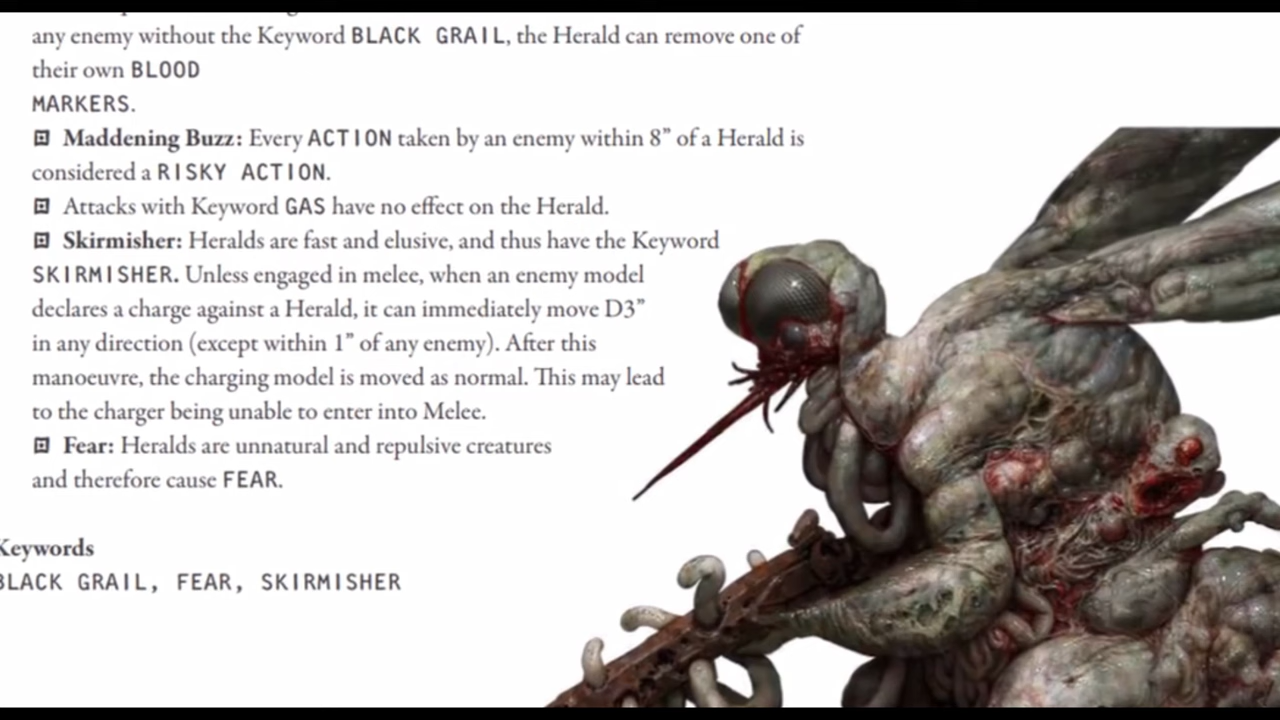 any enemy without the Keyword BLACK GRAIL, the Herald can remove one of
their own BLOOD
MARKERS.
Maddening Buzz: Every ACTION taken by an enemy within 8” of a Herald is
considered a RISKY ACTION.
Attacks with Keyword GAS have no effect on the Herald.
Skirmisher: Heralds are fast and elusive, and thus have the Keyword
SKIRMISHER. Unless engaged in melee, when an enemy model
declares a charge against a Herald, it can immediately move D3”
in any direction (except within 1” of any enemy). After this
manoeuvre, the charging model is moved as normal. This may lead
to the charger being unable to enter into Melee.
Fear: Heralds are unnatural and repulsive creatures
and therefore cause FEAR.
Keywords
BLACK GRAIL, FEAR, SKIRMISHER